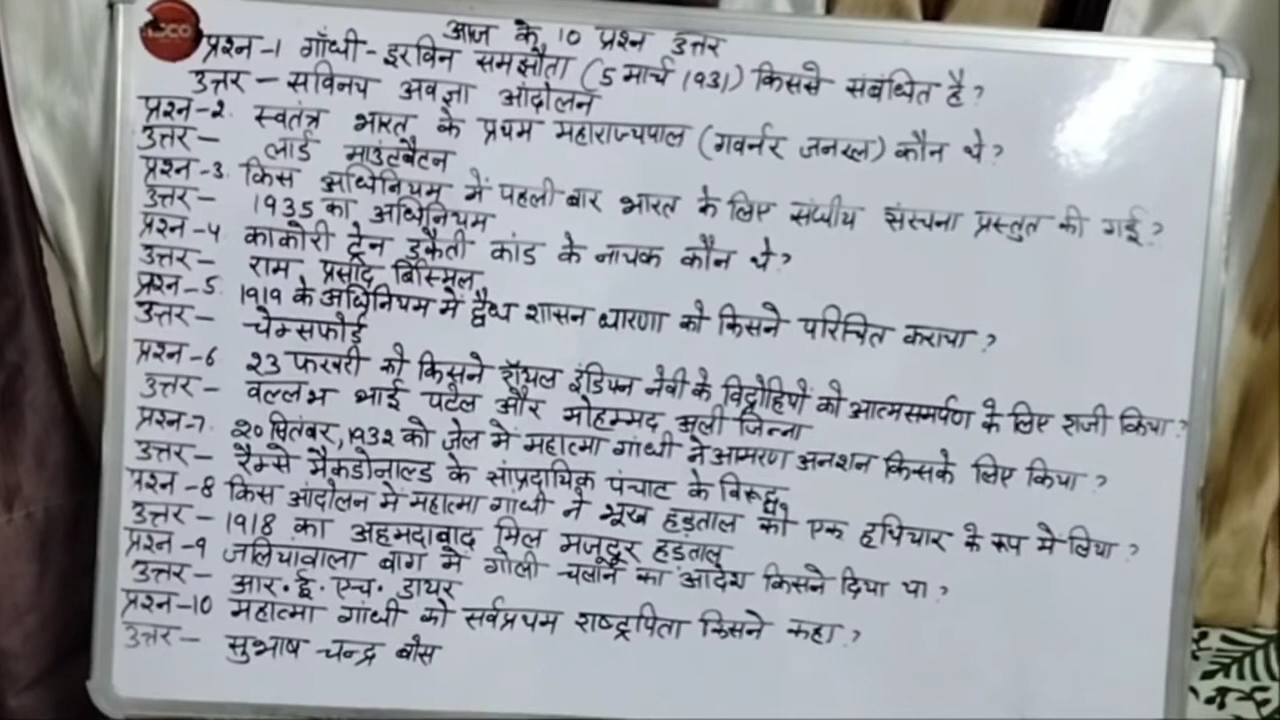 आज के 10 प्रश्न उत्तर
प्रश्न-1 गाँधी-इरविन समझौता (5 मार्च 1931) किससे संबंधित है?
उत्तर - सविनय अवज्ञा आंदोलन
प्रश्न-2. स्वतंत्र भारत के प्रथम महाराज्यपाल (गवर्नर जनरल) कौन थे?
उत्तर - लार्ड माउंटबैटन
प्रश्न-3. किस अधिनियम में पहली बार भारत के लिए संघीय संरचना प्रस्तुत की गई?
उत्तर - 1935 का अधिनियम
प्रश्न-4 काकोरी ट्रेन डकैती कांड के नायक कौन थे?
उत्तर - राम प्रसाद बिस्मिल
प्रश्न-5. 1919 के अधिनियम में द्वैध शासन धारणा को किसने परिचित कराया?
उत्तर - चेम्सफोर्ड
प्रश्न-6 23 फरवरी को किसने रॉयल इंडियन नेवी के विद्रोहियों को आत्मसमर्पण के लिए राजी किया?
उत्तर - वल्लभ भाई पटेल और मोहम्मद अली जिन्ना
प्रश्न-7. 20 सितंबर, 1932 को जेल में महात्मा गांधी ने आमरण अनशन किसके लिए किया?
उत्तर - रैम्से मैकडोनाल्ड के सांप्रदायिक पंचाट के विरूद्ध
प्रश्न-8 किस आंदोलन में महात्मा गांधी ने भूख हड़ताल को एक हथियार के रूप में लिया?
उत्तर - 1918 का अहमदाबाद मिल मजूदूर हड़ताल
प्रश्न-9 जलियांवाला बाग में गोली चलाने का आदेश किसने दिया था?
उत्तर - आर. ई. एच. डायर
प्रश्न-10 महात्मा गांधी को सर्वप्रथम राष्ट्रपिता किसने कहा?
उत्तर - सुभाष चन्द्र बोस